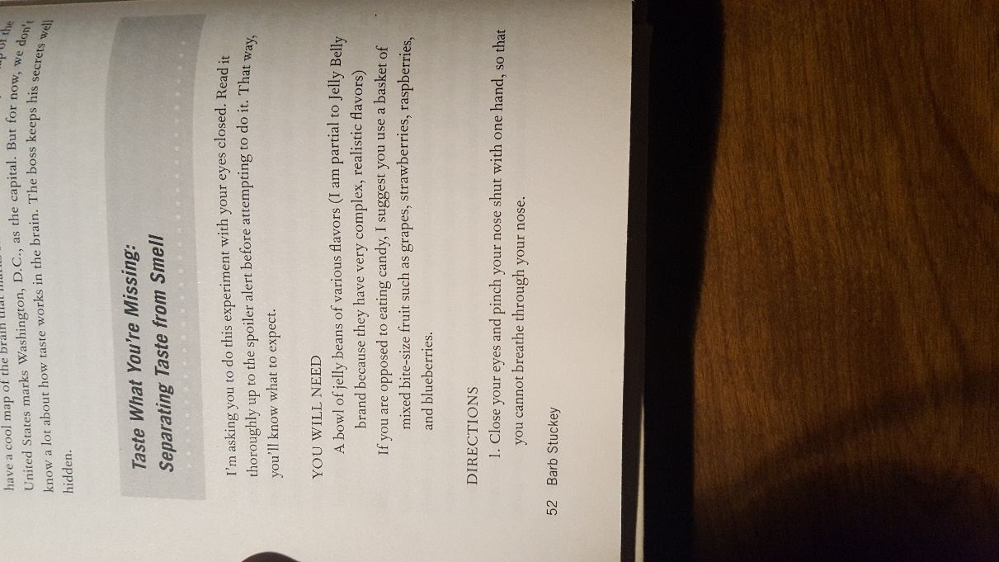 have a cool map of the brain that
United States marks Washington, D.C., as the capital. But for now, we don't
know a lot about how taste works in the brain. The boss keeps his secrets well
hidden.
Taste What You're Missing:
Separating Taste from Smell
I'm asking you to do this experiment with your eyes closed. Read it
thoroughly up to the spoiler alert before attempting to do it. That way,
you'll know what to expect.
YOU WILL NEED
A bowl of jelly beans of various flavors (I am partial to Jelly Belly
brand because they have very complex, realistic flavors)
If you are opposed to eating candy, I suggest you use a basket of
mixed bite-size fruit such as grapes, strawberries, raspberries,
and blueberries.
DIRECTIONS
1. Close your eyes and pinch your nose shut with one hand, so that
you cannot breathe through your nose.
52 Barb Stuckey